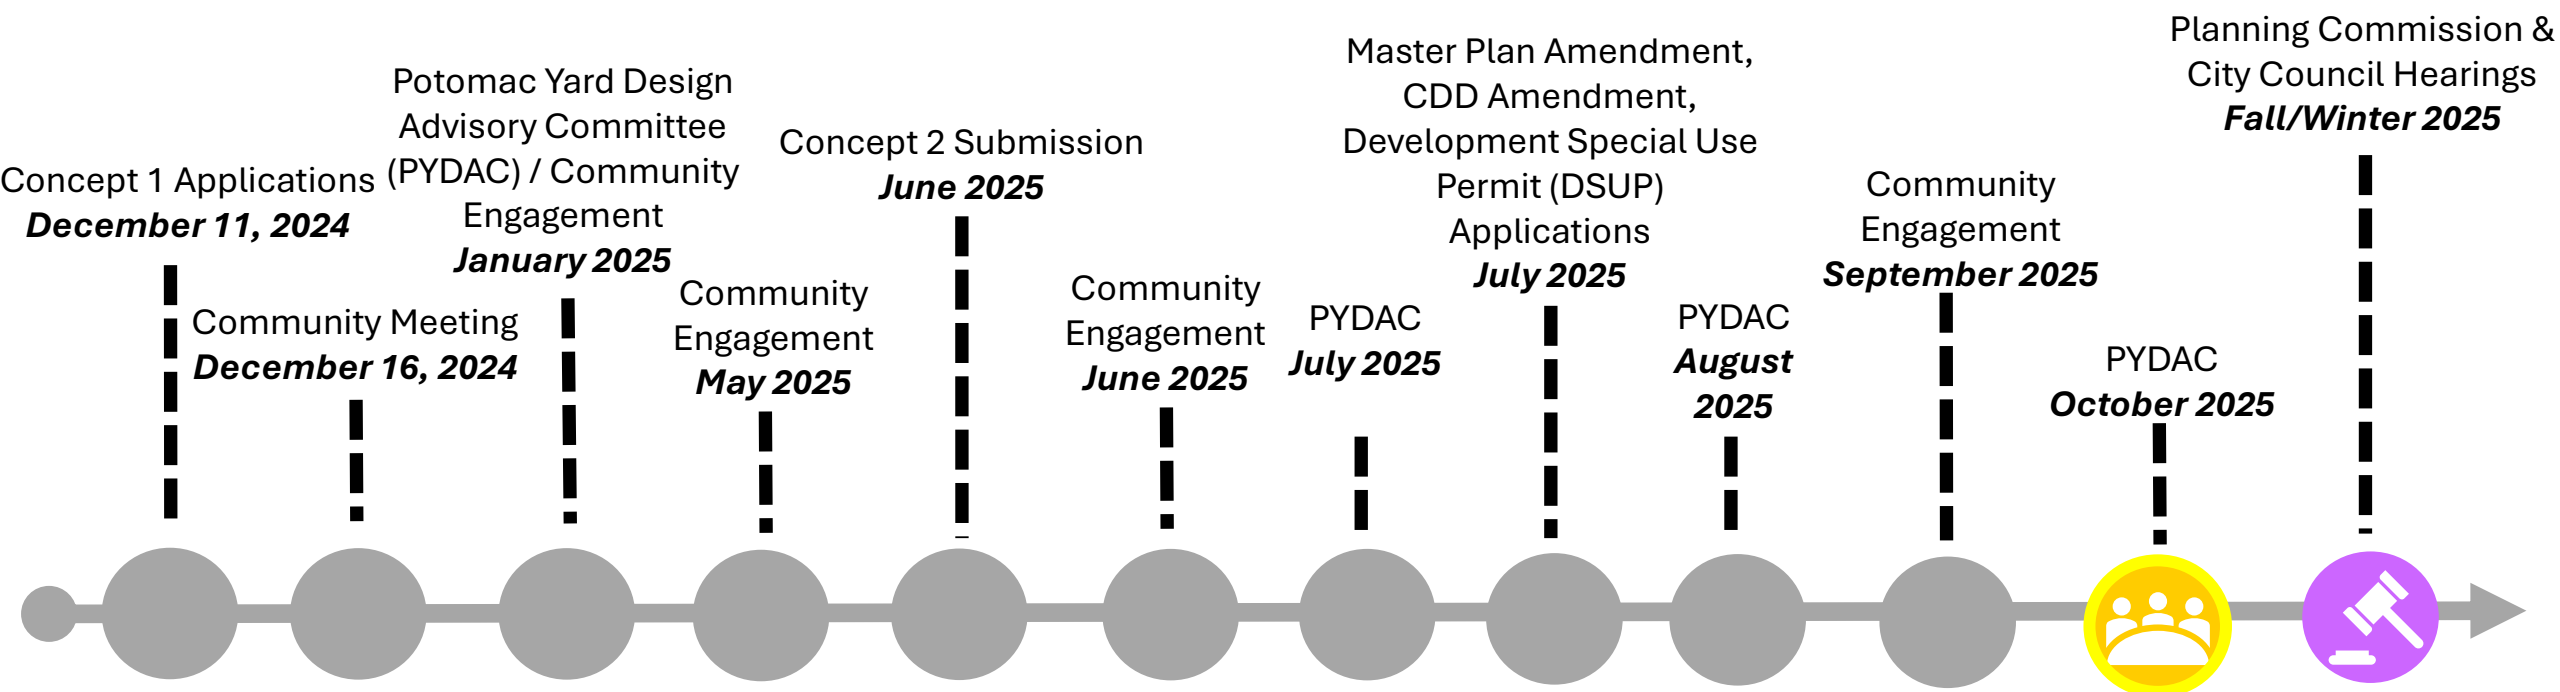 Concept 1 Applications
December 11, 2024
Community Meeting
December 16, 2024
Potomac Yard Design
Advisory Committee
(PYDAC) / Community
Engagement
January 2025
Community
Engagement
May 2025
Concept 2 Submission
June 2025
Community
Engagement
June 2025
PYDAC
July 2025
Master Plan Amendment,
CDD Amendment,
Development Special Use
Permit (DSUP)
Applications
July 2025
PYDAC
August
2025
Community
Engagement
September 2025
PYDAC
October 2025
Planning Commission &
City Council Hearings
Fall/Winter 2025